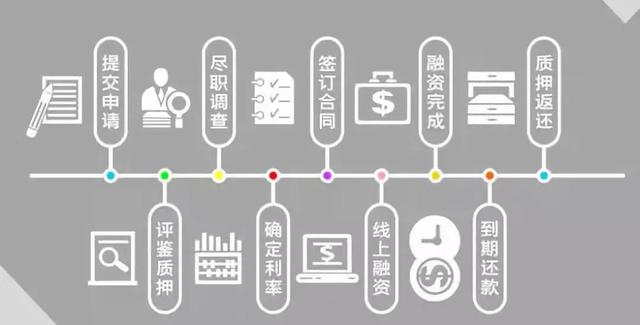 提交申请
评鉴质押
尽职调查
确定利率
签订合同
线上融资
融资完成
到期还款
质押返还